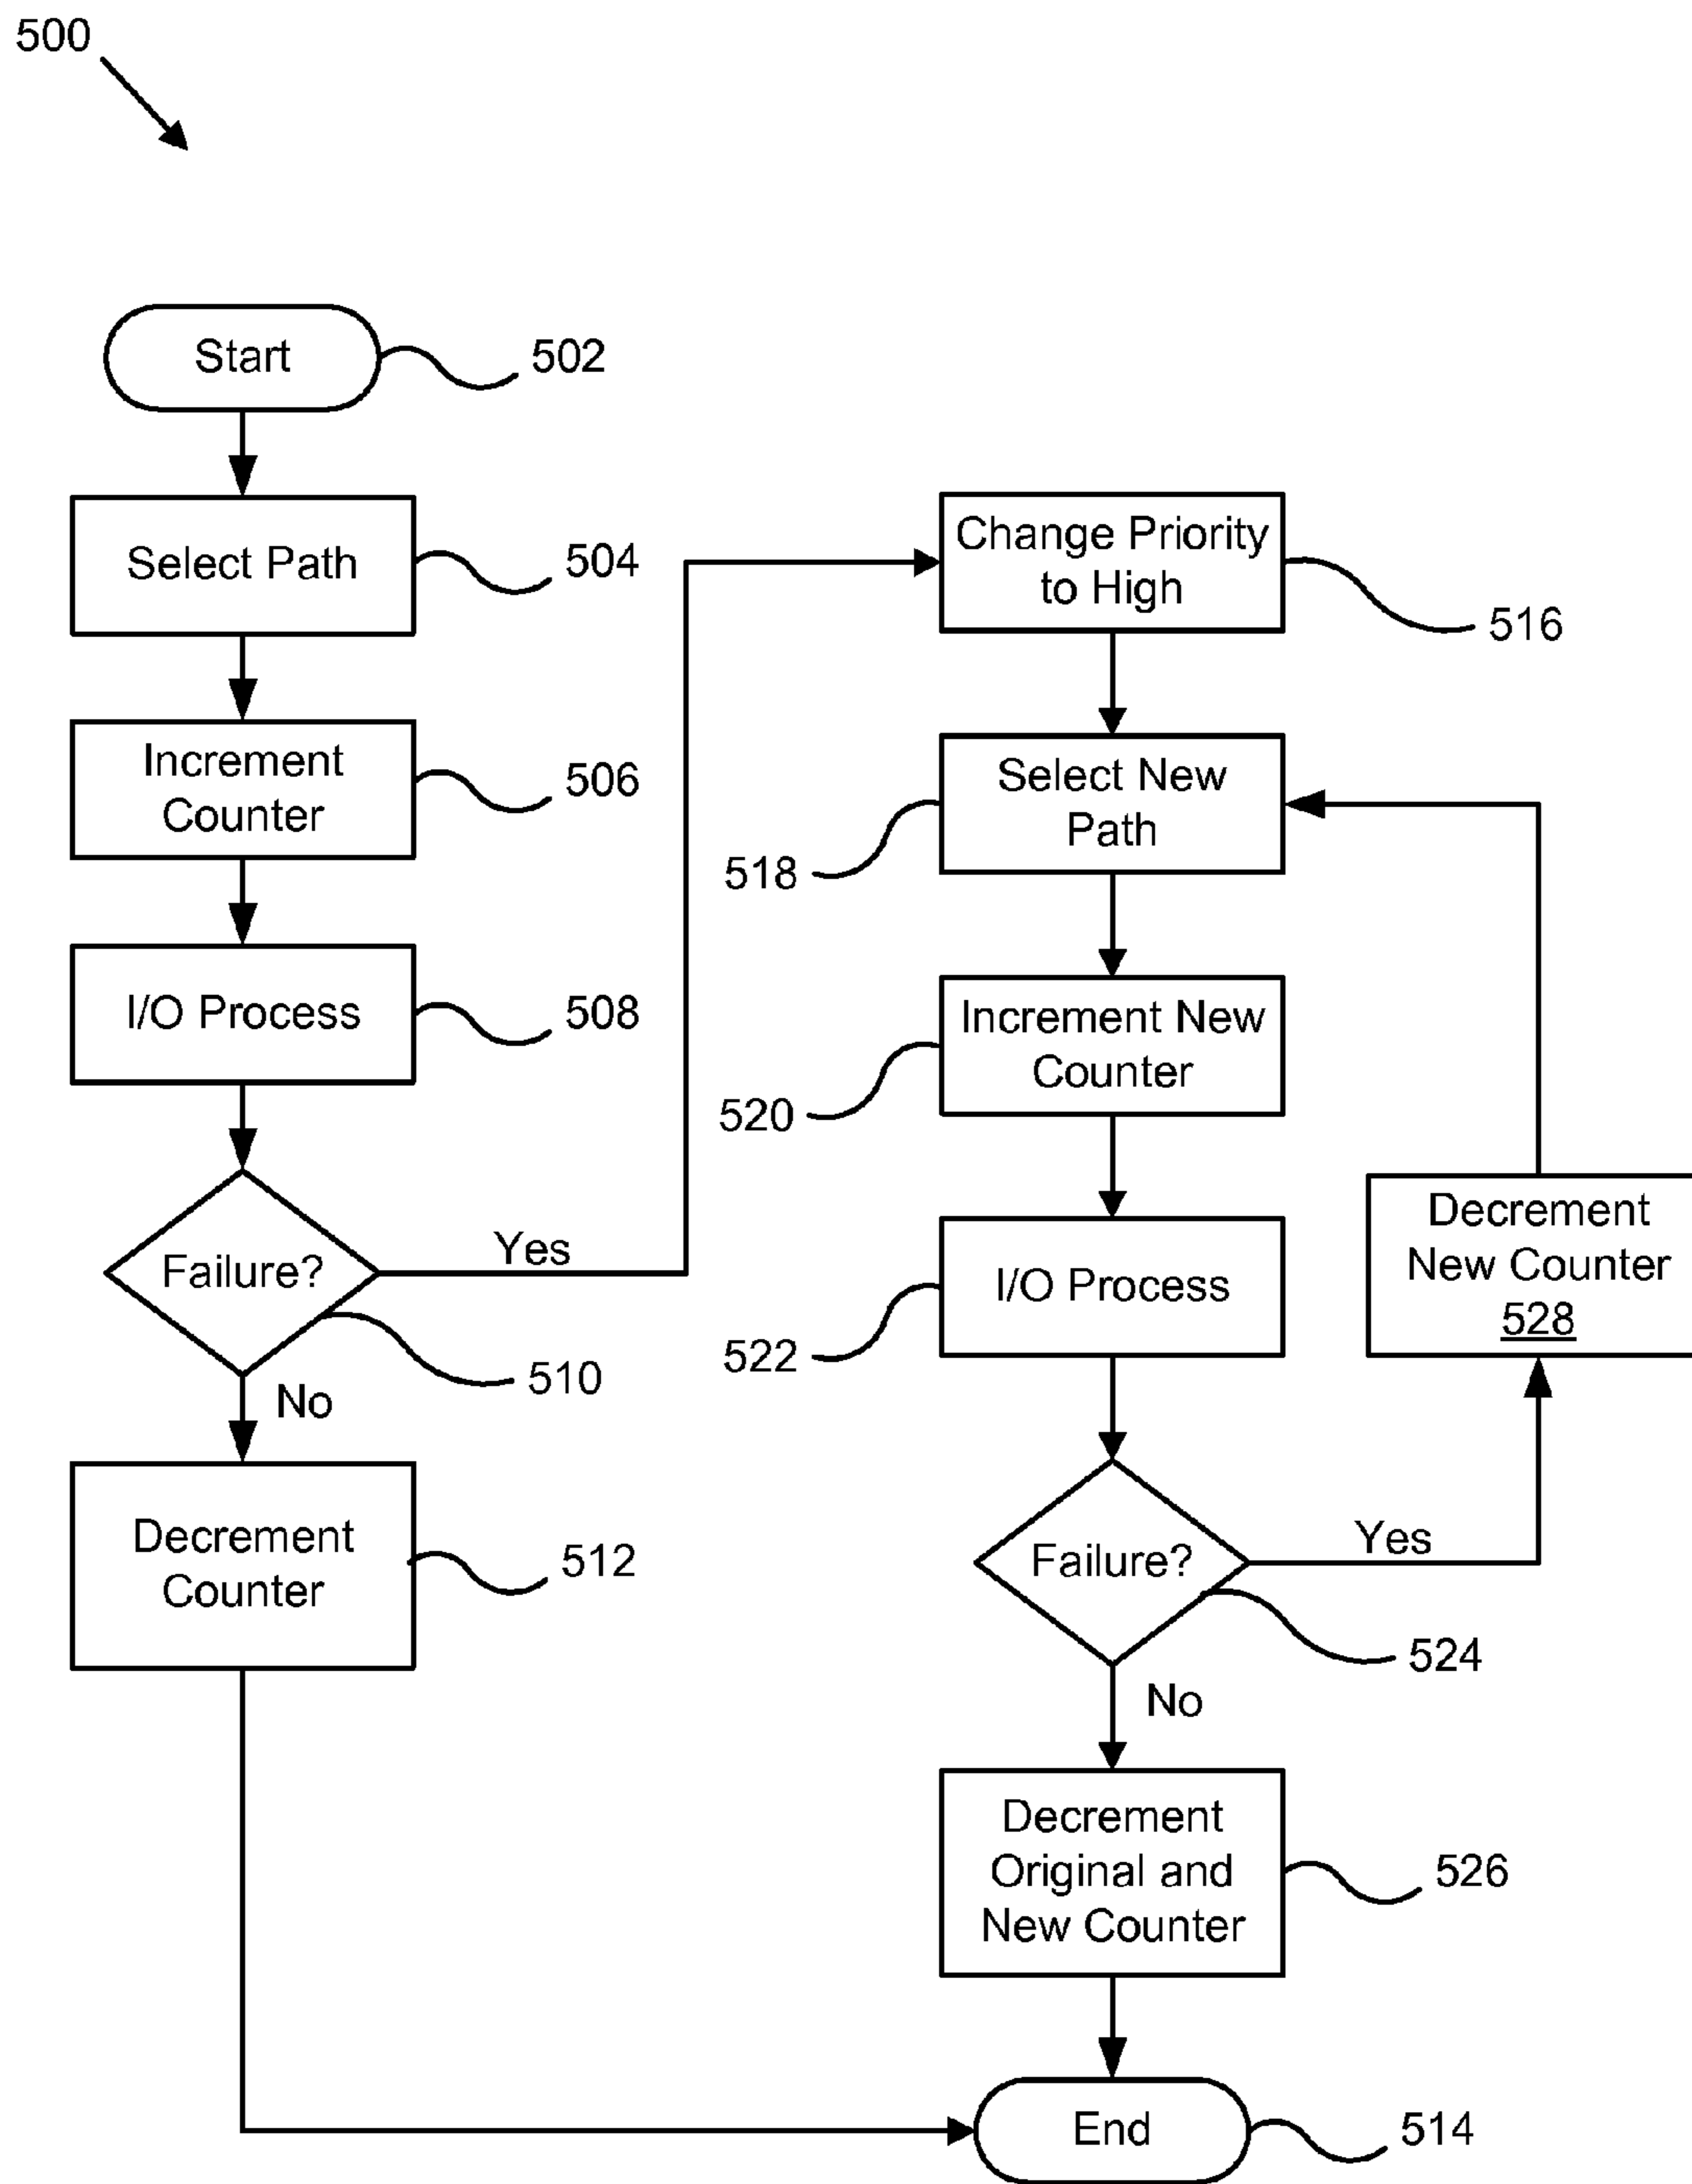 500
Start
502
Select Path
504
Increment
Counter
506
I/O Process
508
Failure?
Yes
510
No
Decrement
Counter
512
Change Priority
to High
516
Select New
Path
518
Increment New
Counter
520
I/O Process
522
Decrement
New Counter
528
Failure?
Yes
524
No
Decrement
Original and
New Counter
526
End
514